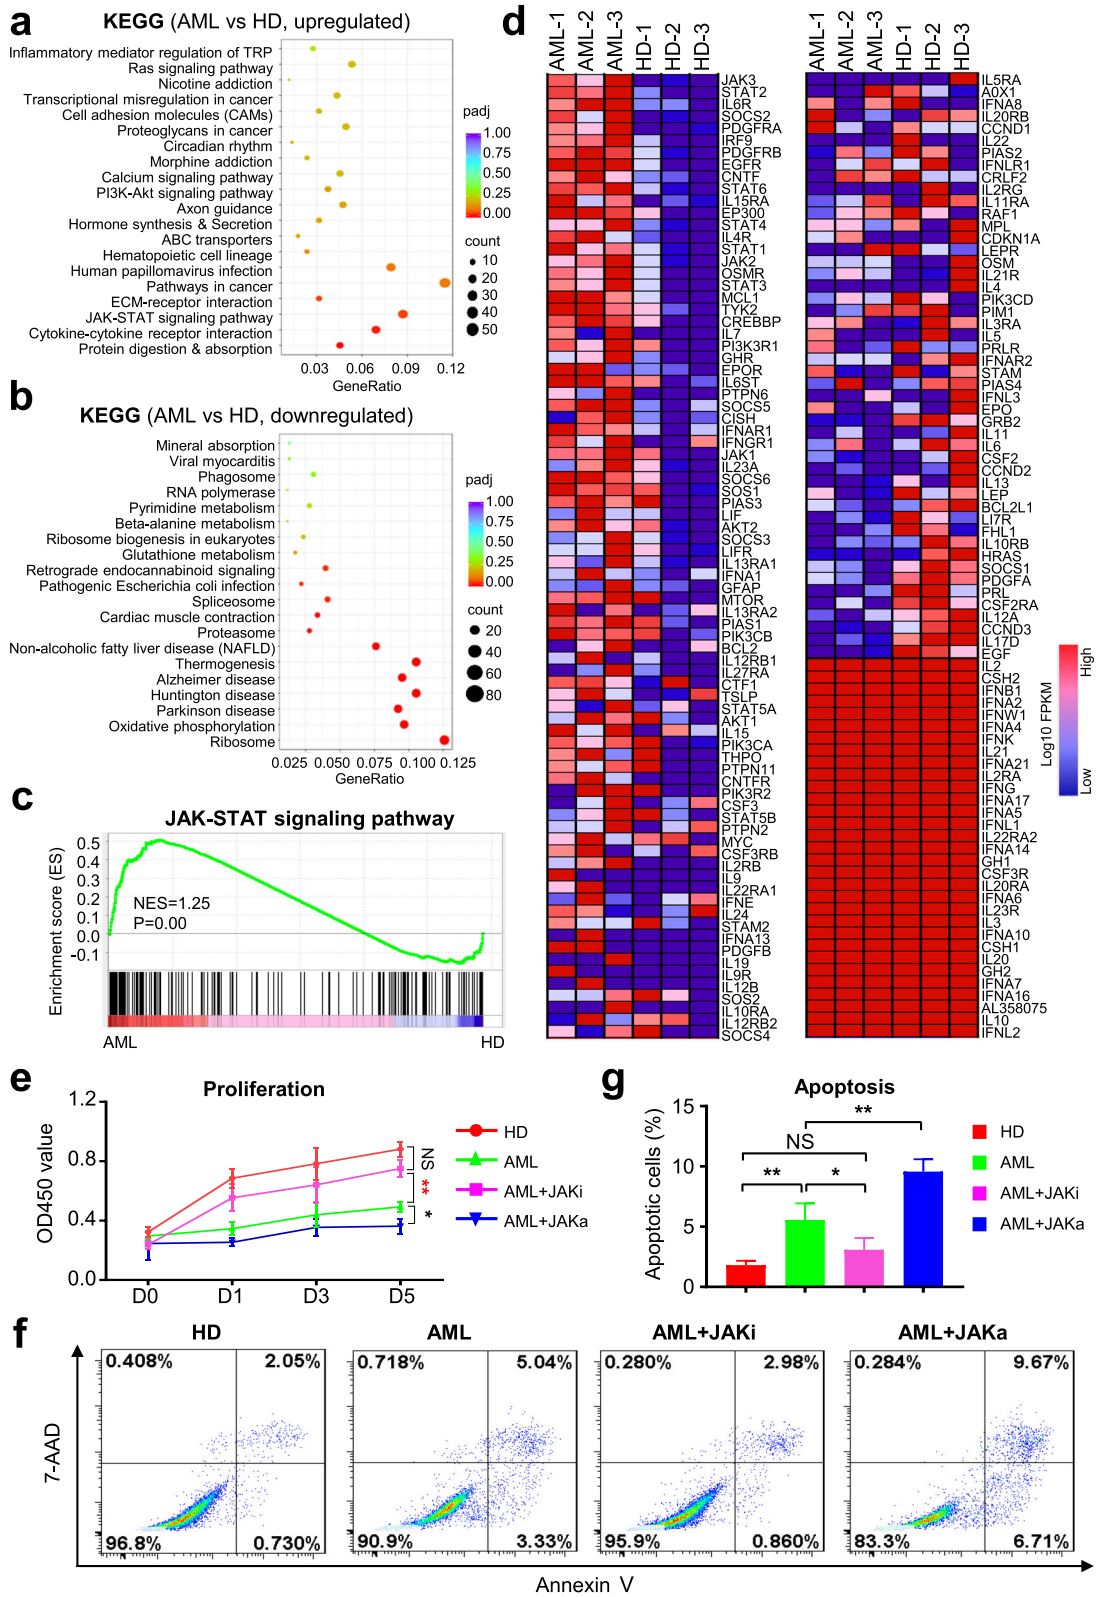 a
KEGG (AML vs HD, upregulated)
Inflammatory mediator regulation of TRP
Ras signaling pathway
Nicotine addiction
Transcriptional misregulation in cancer
Cell adhesion molecules (CAMs)
Proteoglycans in cancer
Circadian rhythm
Morphine addiction
Calcium signaling pathway
PI3K-Akt signaling pathway
Axon guidance
Hormone synthesis & Secretion
ABC transporters
Hematopoietic cell lineage
Human papillomavirus infection
Pathways in cancer
ECM-receptor interaction
JAK-STAT signaling pathway
Cytokine-cytokine receptor interaction
Protein digestion & absorption
0.03 0.06 0.09 0.12
GeneRatio
padj
1.00
0.75
0.50
0.25
0.00
count
10
20
30
40
50
b
KEGG (AML vs HD, downregulated)
Mineral absorption
Viral myocarditis
Phagosome
RNA polymerase
Pyrimidine metabolism
Beta-alanine metabolism
Ribosome biogenesis in eukaryotes
Glutathione metabolism
Retrograde endocannabinoid signaling
Pathogenic Escherichia coli infection
Spliceosome
Cardiac muscle contraction
Proteasome
Non-alcoholic fatty liver disease (NAFLD)
Thermogenesis
Alzheimer disease
Huntington disease
Parkinson disease
Oxidative phosphorylation
Ribosome
0.025 0.050 0.075 0.100 0.125
GeneRatio
padj
1.00
0.75
0.50
0.25
0.00
count
20
40
60
80
c
JAK-STAT signaling pathway
Enrichment score (ES)
0.5
0.4
0.3
0.2
0.1
0.0
-0.1
NES=1.25
P=0.00
AML HD
d
AML-1 AML-2 AML-3 HD-1 HD-2 HD-3
JAK3
STAT2
IL6R
SOCS2
PDGFRA
IRF9
PDGFRB
EGFR
CNTF
STAT6
IL15RA
EP300
STAT4
IL4R
STAT1
JAK2
OSMR
STAT3
MCL1
TYK2
CREBBP
IL7
PI3KR1
GHR
EPOR
IL6ST
PTPN6
SOCS5
CISH
IFNAR1
IFNGR1
JAK1
IL23A
SOCS6
SOS1
PIAS3
LIF
AKT2
SOCS3
LIFR
IL13RA1
IFNA1
GFAP
MTOR
IL13RA2
PIAS1
PIK3CB
BCL2
IL12RB1
IL27RA
CTF1
TSLP
STAT5A
AKT1
IL15
PIK3CA
THPO
PTPN11
CNTFR
PIK3R2
CSF3
STAT5B
PTPN2
MYC
CSF3RB
IL2RB
IL9
IL22RA1
IFNE
IL24
STAM2
IFNA13
PDGFB
IL19
IL9R
IL12B
SOS2
IL10RA
IL12RB2
SOCS4
AML-1 AML-2 AML-3 HD-1 HD-2 HD-3
IL5RA
A0X1
IFNA8
IL20RB
CCND1
IL22
PIAS2
IFNLR1
CRLF2
IL2RG
IL11RA
RAF1
MPL
CDKN1A
LEPR
OSM
IL21R
IL4
PIK3CD
PIM1
IL3RA
IL5
PRLR
IFNAR2
STAM
PIAS4
IFNL3
EPO
GRB2
IL11
IL6
CSF2
CCND2
IL13
LEP
BCL2L1
LI7R
FHL1
IL10RB
HRAS
SOCS1
PDGFA
PRL
CSF2RA
IL12A
CCND3
IL17D
EGF
IL2
CSH2
IFNB1
IFNA2
IFNW1
IFNA4
IFNK
IL21
IFNA21
IL2RA
IFNG
IFNA17
IFNA5
IFNL1
IL22RA2
IFNA14
GH1
CSF3R
IL20RA
IFNA6
IL23R
IL3
IFNA10
CSH1
IL20
GH2
IFNA7
IFNA16
AL358075
IL10
IFNL2
Log10 FPKM
High
Low
e
Proliferation
OD450 value
1.2
0.8
0.4
0.0
D0 D1 D3 D5
NS
**
*
HD
AML
AML+JAKi
AML+JAKa
g
Apoptosis
Apoptotic cells (%)
15
10
5
0
**
NS
** *
HD
AML
AML+JAKi
AML+JAKa
f
HD AML AML+JAKi AML+JAKa
7-AAD
0.408% 2.05%
96.8% 0.730%
0.718% 5.04%
90.9% 3.33%
0.280% 2.98%
95.9% 0.860%
0.284% 9.67%
83.3% 6.71%
Annexin V